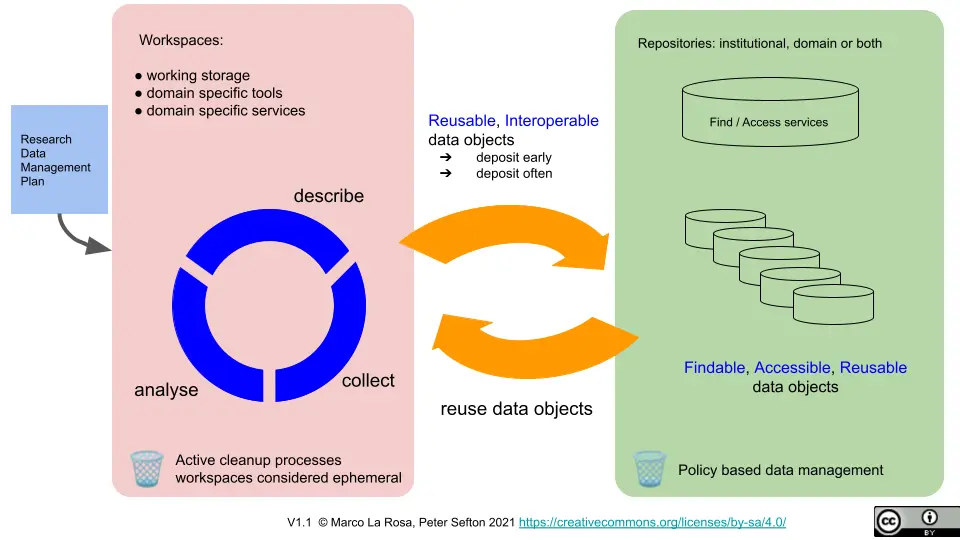 Workspaces:
● working storage
● domain specific tools
● domain specific services
Research
Data
Management
Plan
describe
analyse
collect
Active cleanup processes
workspaces considered ephemeral
Reusable, Interoperable
data objects
➔ deposit early
➔ deposit often
reuse data objects
Repositories: institutional, domain or both
Find / Access services
Findable, Accessible, Reusable
data objects
Policy based data management
V1.1 © Marco La Rosa, Peter Sefton 2021 https://creativecommons.org/licenses/by-sa/4.0/
cc
BY